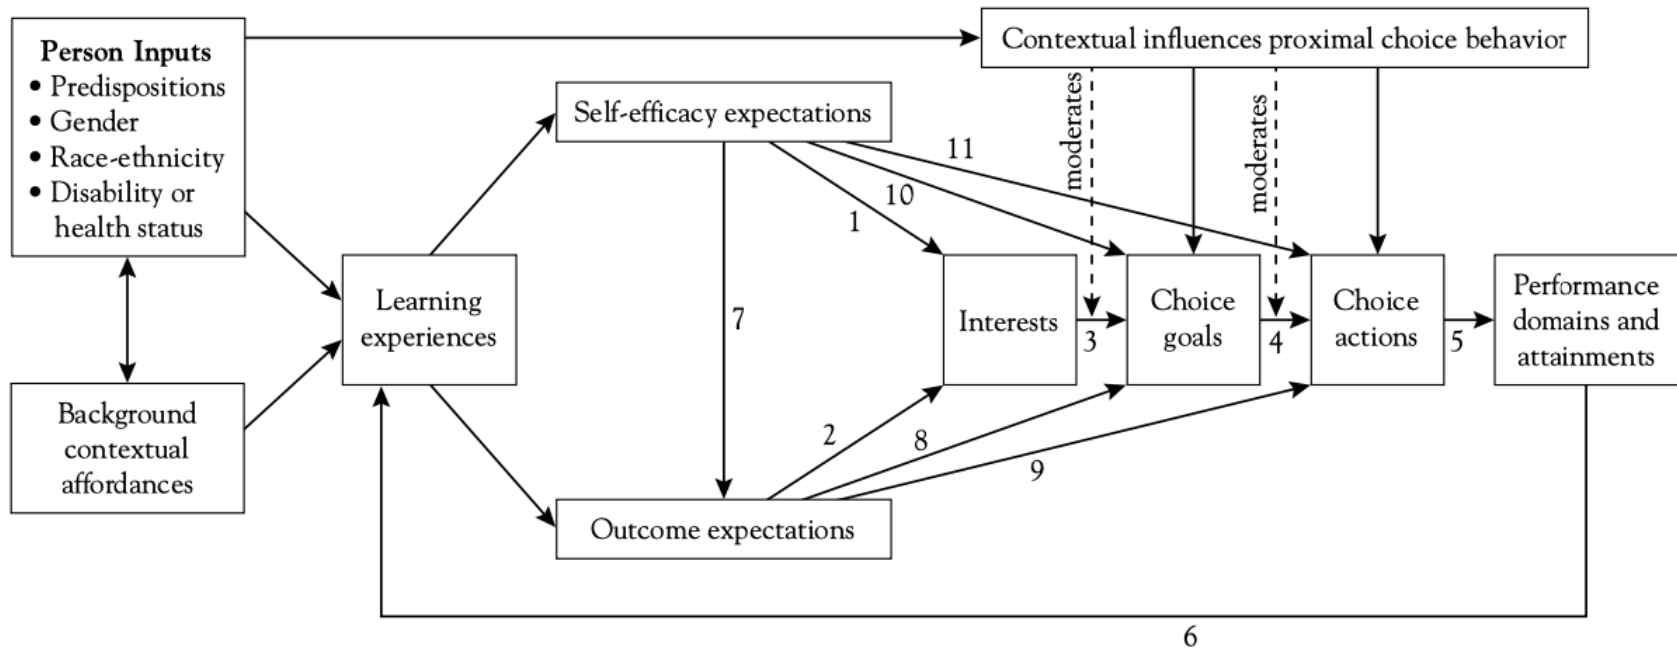 Person Inputs
• Predispositions
• Gender
• Race-ethnicity
• Disability or
health status
Background
contextual
affordances
Learning
experiences
Self-efficacy expectations
Outcome expectations
Contextual influences proximal choice behavior
moderates
moderates
Interests
Choice
goals
Choice
actions
Performance
domains and
attainments
11
10
1
7
3
4
5
2
8
9
6